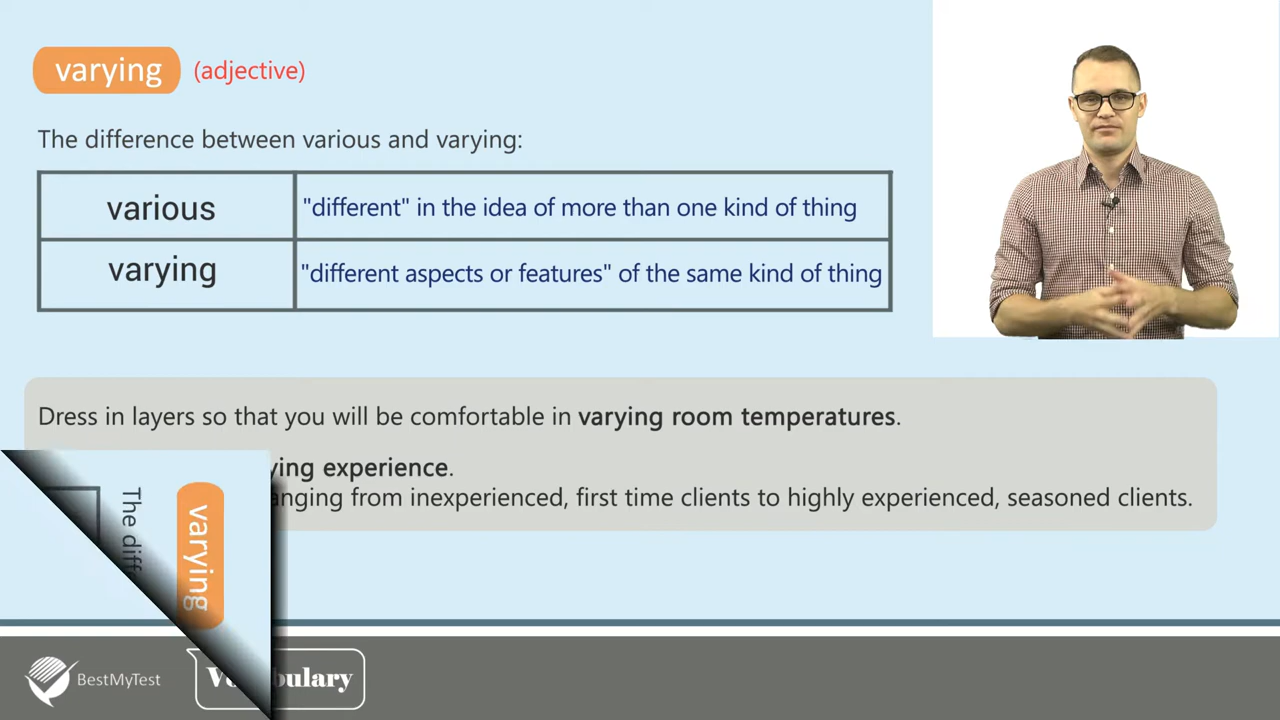 varying (adjective)
The difference between various and varying:
various "different" in the idea of more than one kind of thing
varying "different aspects or features" of the same kind of thing
Dress in layers so that you will be comfortable in varying room temperatures.
experience.
from inexperienced, first time clients to highly experienced, seasoned clients.
The
varying
BestMyTest